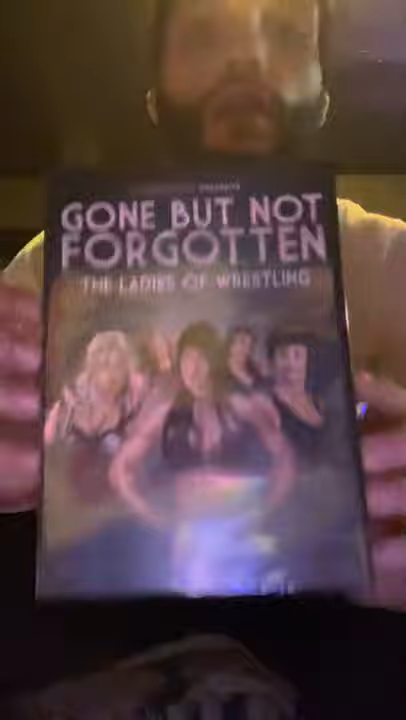 PRESENTS
GONE BUT NOT
FORGOTTEN
THE LADIES OF WRESTLING